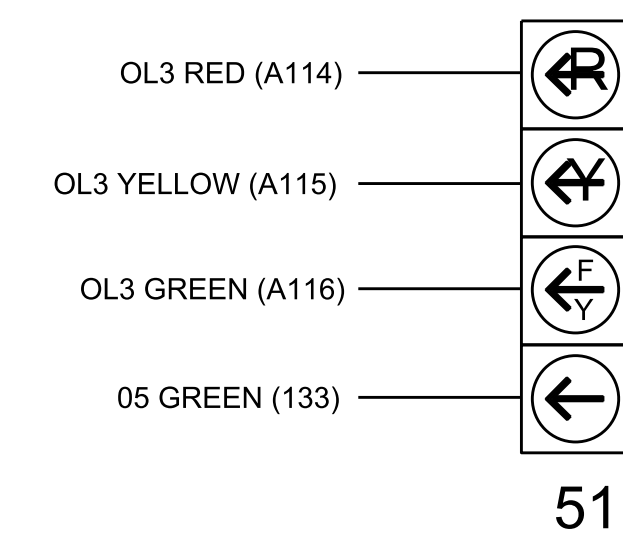 OL3 RED (A114)
R
OL3 YELLOW (A115)
Y
OL3 GREEN (A116)
F
Y
05 GREEN (133)
51